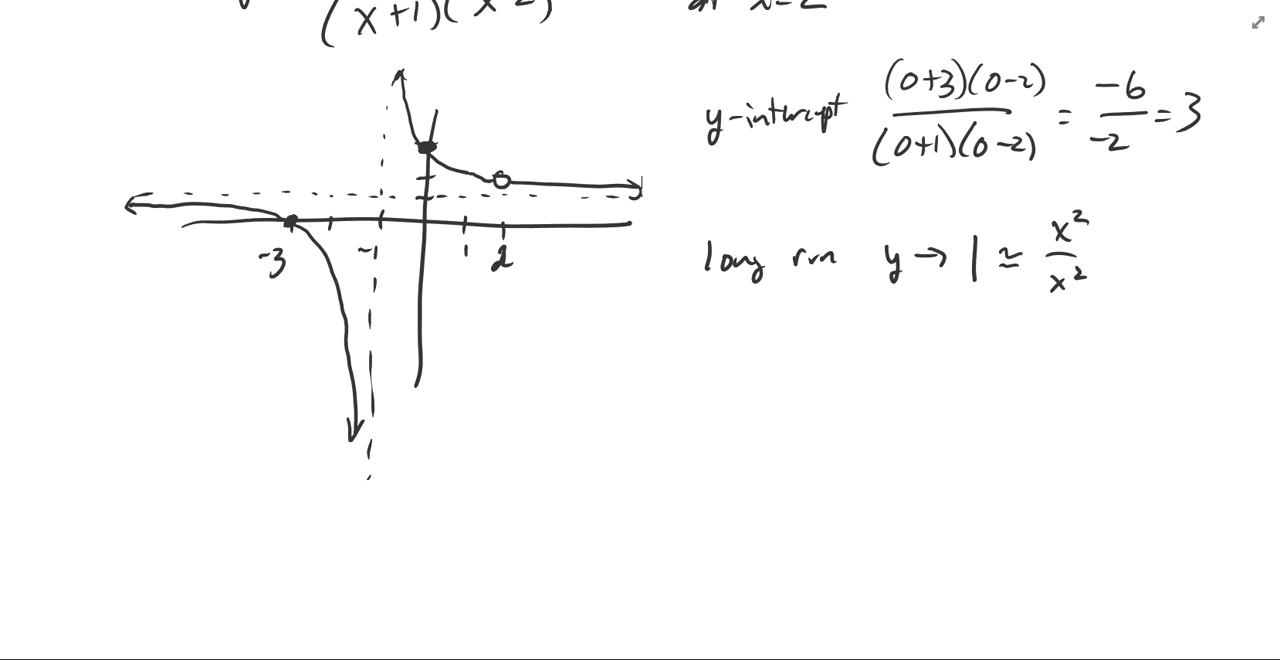 (x+1)(x-2)
at x=2
y-intercept (0+3)(0-2) / (0+1)(0-2) = -6 / -2 = 3
long run y → 1 ≃ x² / x²
-3 -1 1 2